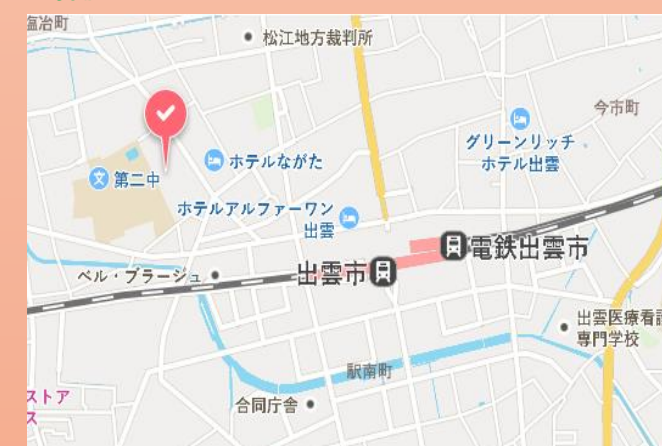 塩冶町
松江地方裁判所
今市町
グリーンリッチ
ホテル出雲
ホテルながた
第二中
文
ホテルアルファーワン
出雲
電鉄出雲市
出雲市
ベル・プラージュ
出雲医療看護
専門学校
駅南町
ストア
ス
合同庁舎